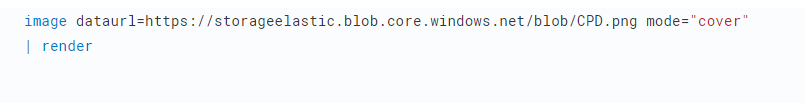 image dataurl=https://storageelastic.blob.core.windows.net/blob/CPD.png mode="cover"
| render